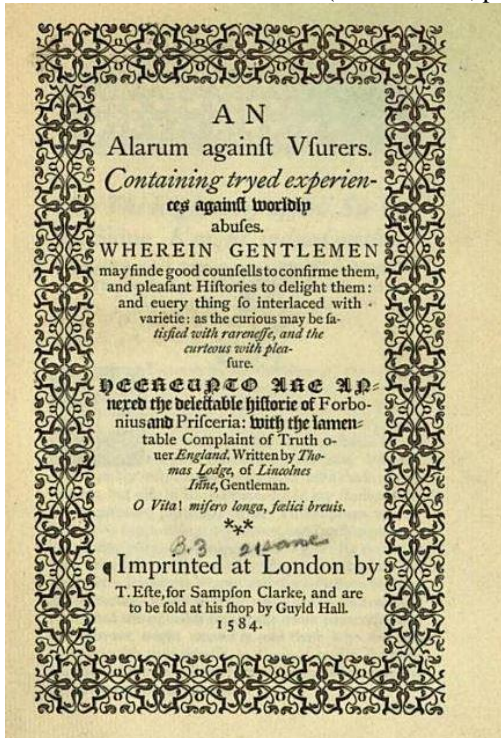 AN
Alarum againſt Vſurers.
Containing tryed experien-
ces againſt worldly
abuſes.
WHEREIN GENTLEMEN
may finde good counſells to confirme them,
and pleaſant Hiſtories to delight them:
and euery thing ſo interlaced with
varietie: as the curious may be ſa-
tiſfied with rareneſſe, and the
curteous with plea-
ſure.
HEEREUNTO ARE AN-
nexed the delectable hiſtorie of Forbo-
nius and Priſceria: with the lamen-
table Complaint of Truth o-
uer England. Written by Tho-
mas Lodge, of Lincolnes
Inne, Gentleman.
O Vita! miſero longa, fœlici breuis.
B.3
¶Imprinted at London by
T. Eſte, for Sampſon Clarke, and are
to be ſold at his ſhop by Guyld Hall.
1584.